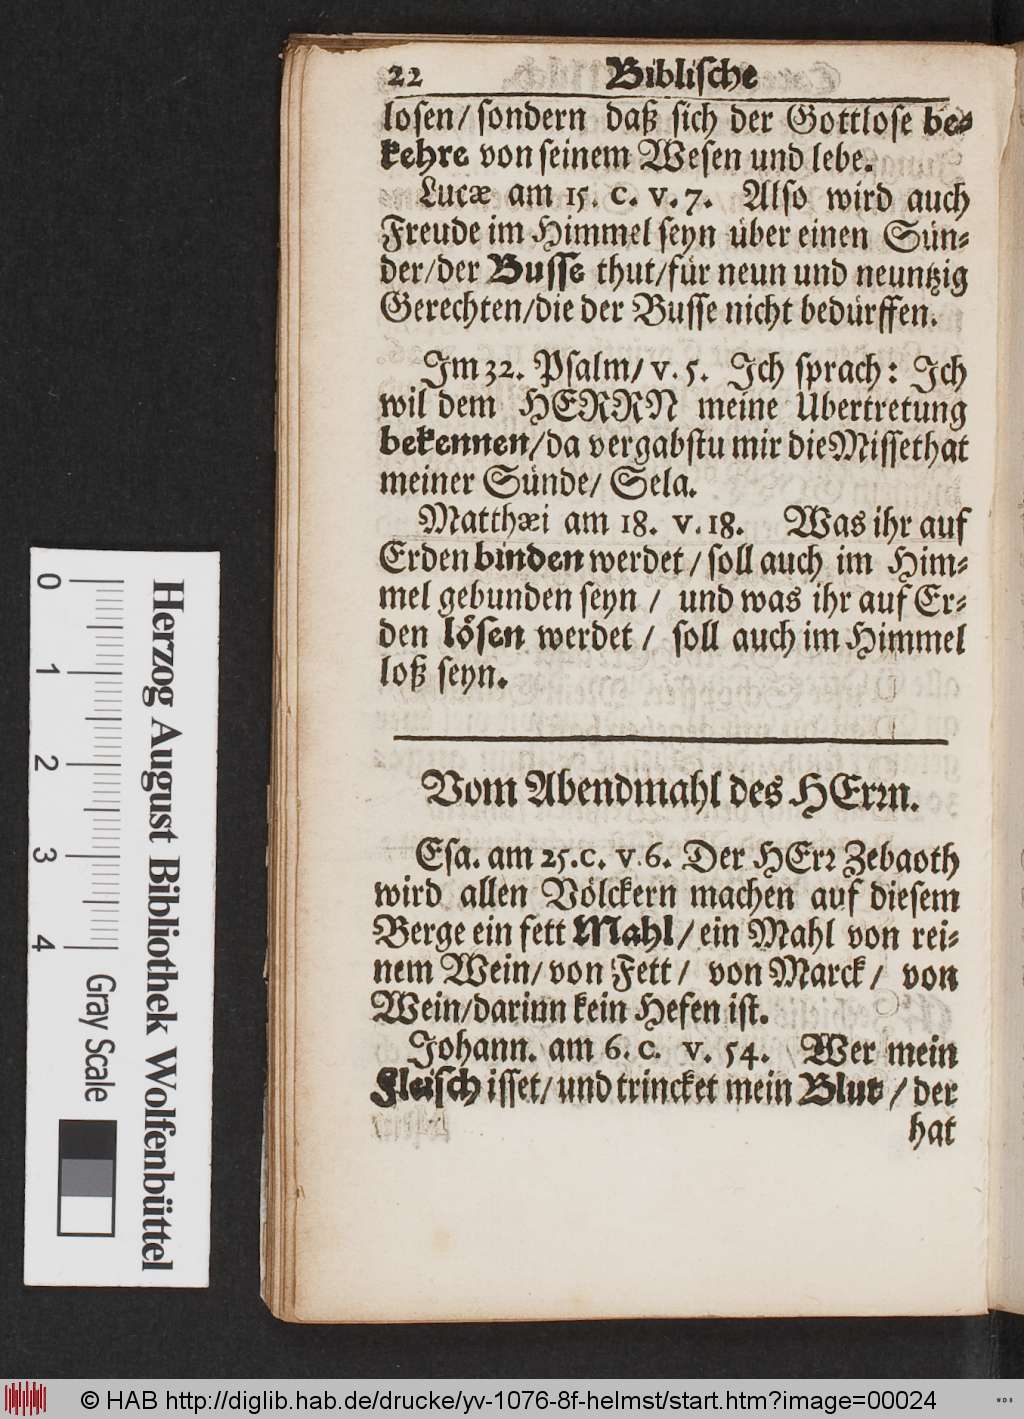 22 Biblische
losen/ sondern daß sich der Gottlose be-
kehre von seinem Wesen und lebe.
Lucæ am 15. c. v. 7. Also wird auch
Freude im Himmel seyn über einen Sün-
der/der Busse thut/für neun und neuntzig
Gerechten/die der Busse nicht bedürffen.
Im 32. Psalm/ v. 5. Ich sprach: Ich
wil dem HERRN meine Ubertretung
bekennen/da vergabstu mir die Missethat
meiner Sünde/ Sela.
Matthæi am 18. v. 18. Was ihr auf
Erden binden werdet / soll auch im Him-
mel gebunden seyn / und was ihr auf Er-
den lösen werdet / soll auch im Himmel
loß seyn.
Vom Abendmahl des HErrn.
Esa. am 25. c. v. 6. Der HErr Zebaoth
wird allen Völckern machen auf diesem
Berge ein fett Mahl/ ein Mahl von rei-
nem Wein/ von Fett / von Marck / von
Wein/darinn kein Hefen ist.
Johann. am 6. c. v. 54. Wer mein
Fleisch isset/ und trincket mein Blut / der
hat
0 1 2 3 4
Gray Scale
Herzog August Bibliothek Wolfenbüttel
© HAB http://diglib.hab.de/drucke/yv-1076-8f-helmst/start.htm?image=00024